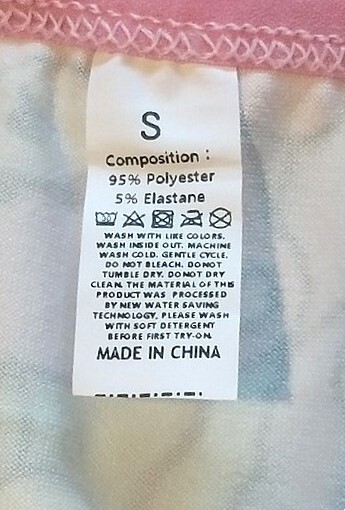 S
Composition :
95% Polyester
5% Elastane
WASH WITH LIKE COLORS.
WASH INSIDE OUT. MACHINE
WASH COLD. GENTLE CYCLE.
DO NOT BLEACH. DONOT
TUMBLE DRY. DONOT DRY
CLEAN. THE MATERIAL OF THIS
PRODUCT WAS PROCESSED
BY NEW WATER SAVING
TECHNOLOGY, PLEASE WASH
WITH SOFT DETERGENT
BEFORE FIRST TRY-ON.
MADE IN CHINA